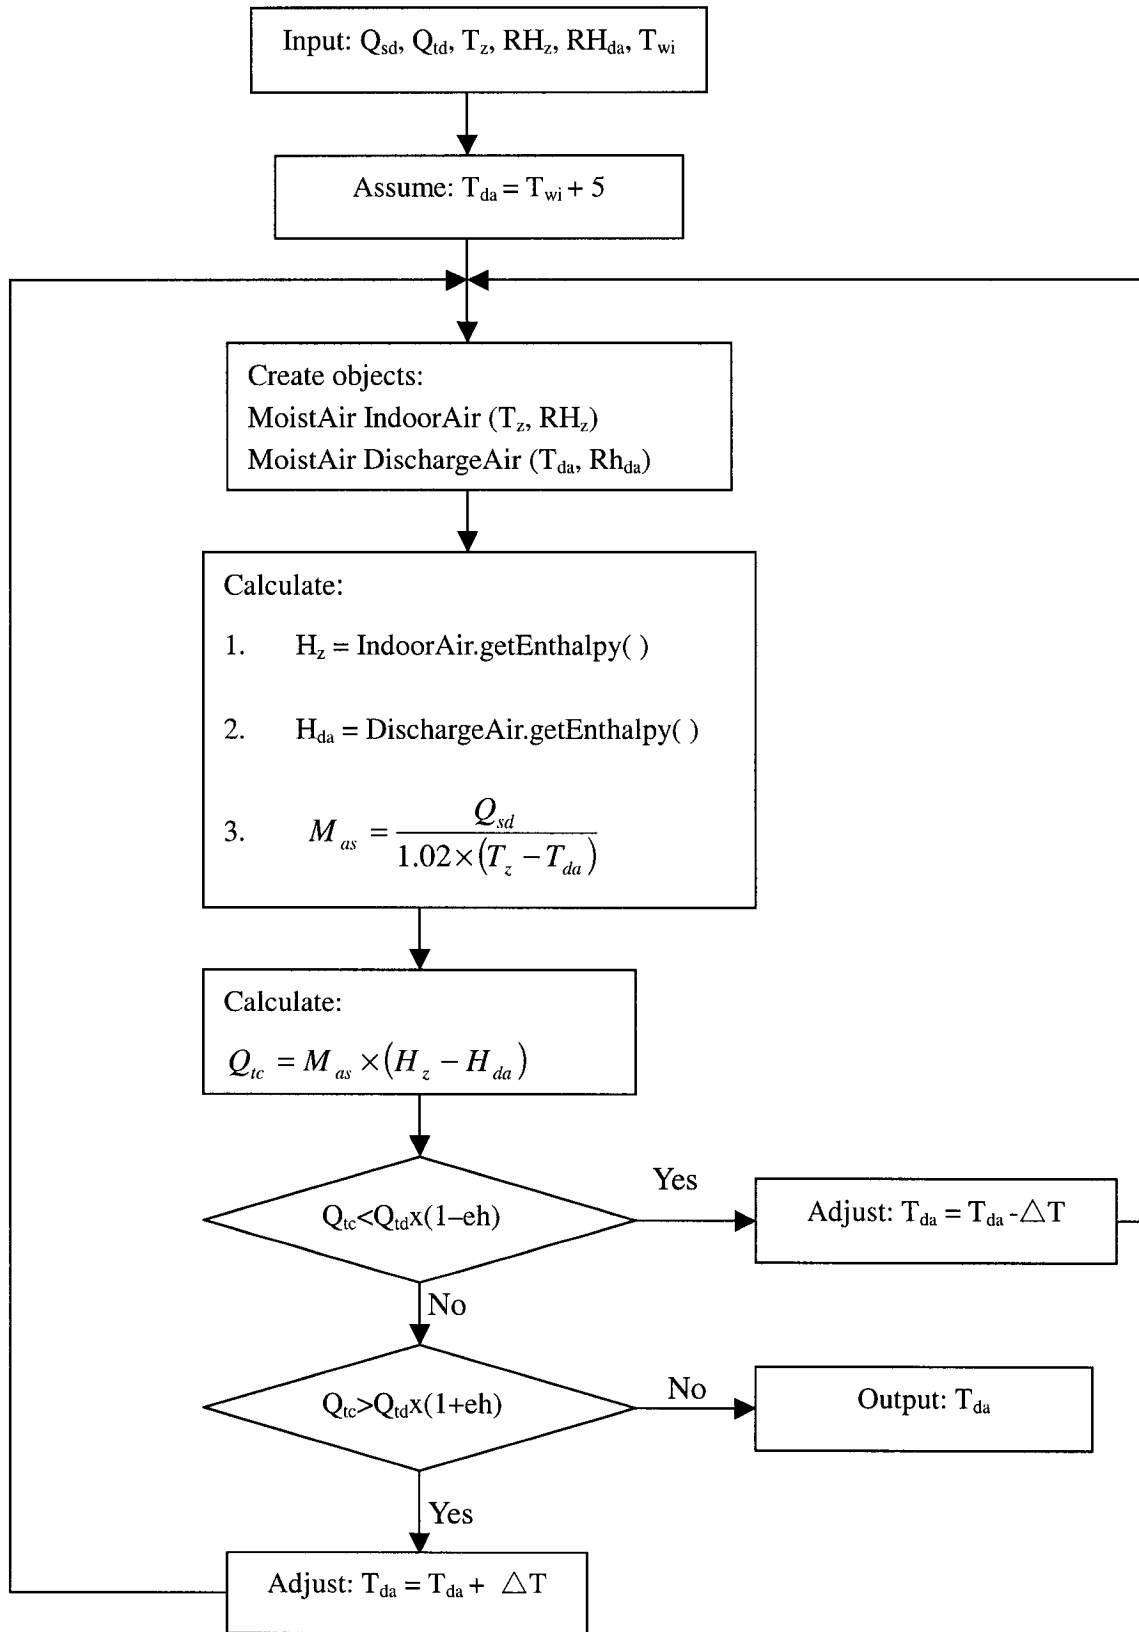 Input: Q_sd, Q_td, T_z, RH_z, RH_da, T_wi
Assume: T_da = T_wi + 5
Create objects:
MoistAir IndoorAir (T_z, RH_z)
MoistAir DischargeAir (T_da, Rh_da)
Calculate:
1. H_z = IndoorAir.getEnthalpy( )
2. H_da = DischargeAir.getEnthalpy( )
3. M_as = Q_sd / 1.02×(T_z − T_da)
Calculate:
Q_tc = M_as ×(H_z − H_da)
Q_tc<Q_tdx(1–eh)
Yes
Adjust: T_da = T_da -△T
No
Q_tc>Q_tdx(1+eh)
No
Output: T_da
Yes
Adjust: T_da = T_da + △T